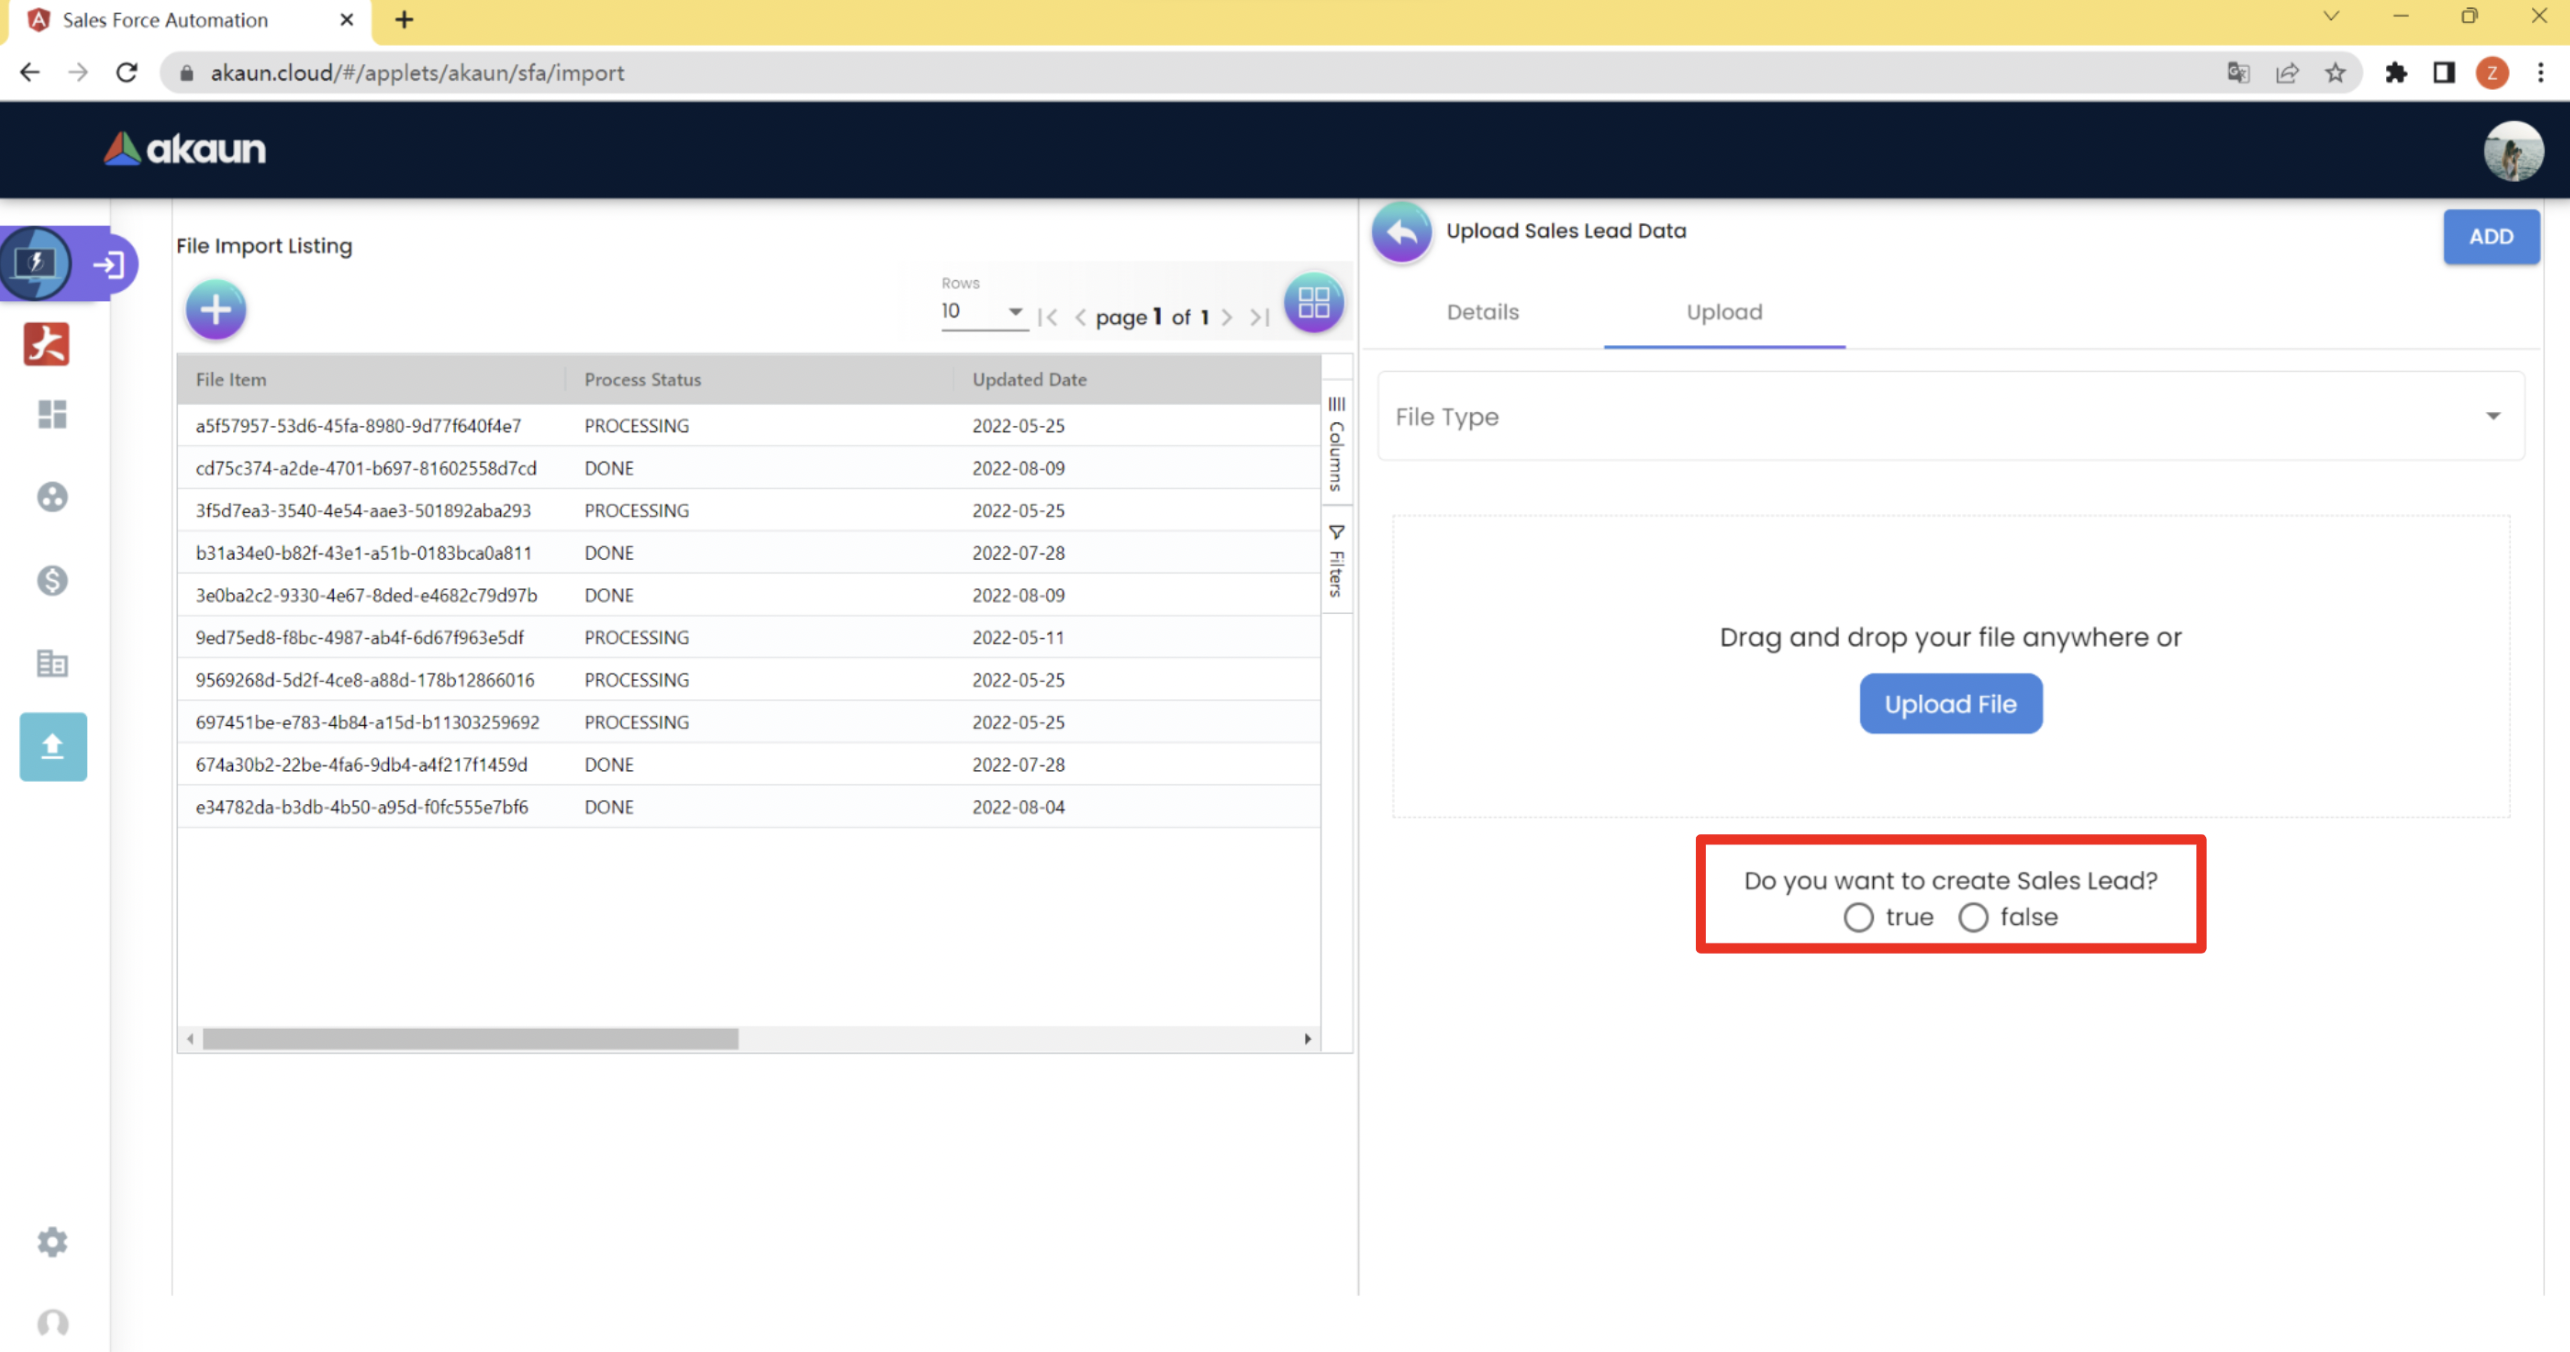 Sales Force Automation
akaun.cloud/#/applets/akaun/sfa/import
Z
akaun
File Import Listing
Rows
10
page 1 of 1
File Item Process Status Updated Date
a5f57957-53d6-45fa-8980-9d77f640f4e7 PROCESSING 2022-05-25
cd75c374-a2de-4701-b697-81602558d7cd DONE 2022-08-09
3f5d7ea3-3540-4e54-aae3-501892aba293 PROCESSING 2022-05-25
b31a34e0-b82f-43e1-a51b-0183bca0a811 DONE 2022-07-28
3e0ba2c2-9330-4e67-8ded-e4682c79d97b DONE 2022-08-09
9ed75ed8-f8bc-4987-ab4f-6d67f963e5df PROCESSING 2022-05-11
9569268d-5d2f-4ce8-a88d-178b12866016 PROCESSING 2022-05-25
697451be-e783-4b84-a15d-b11303259692 PROCESSING 2022-05-25
674a30b2-22be-4fa6-9db4-a4f217f1459d DONE 2022-07-28
e34782da-b3db-4b50-a95d-f0fc555e7bf6 DONE 2022-08-04
Columns
Filters
Upload Sales Lead Data
ADD
Details Upload
File Type
Drag and drop your file anywhere or
Upload File
Do you want to create Sales Lead?
true false